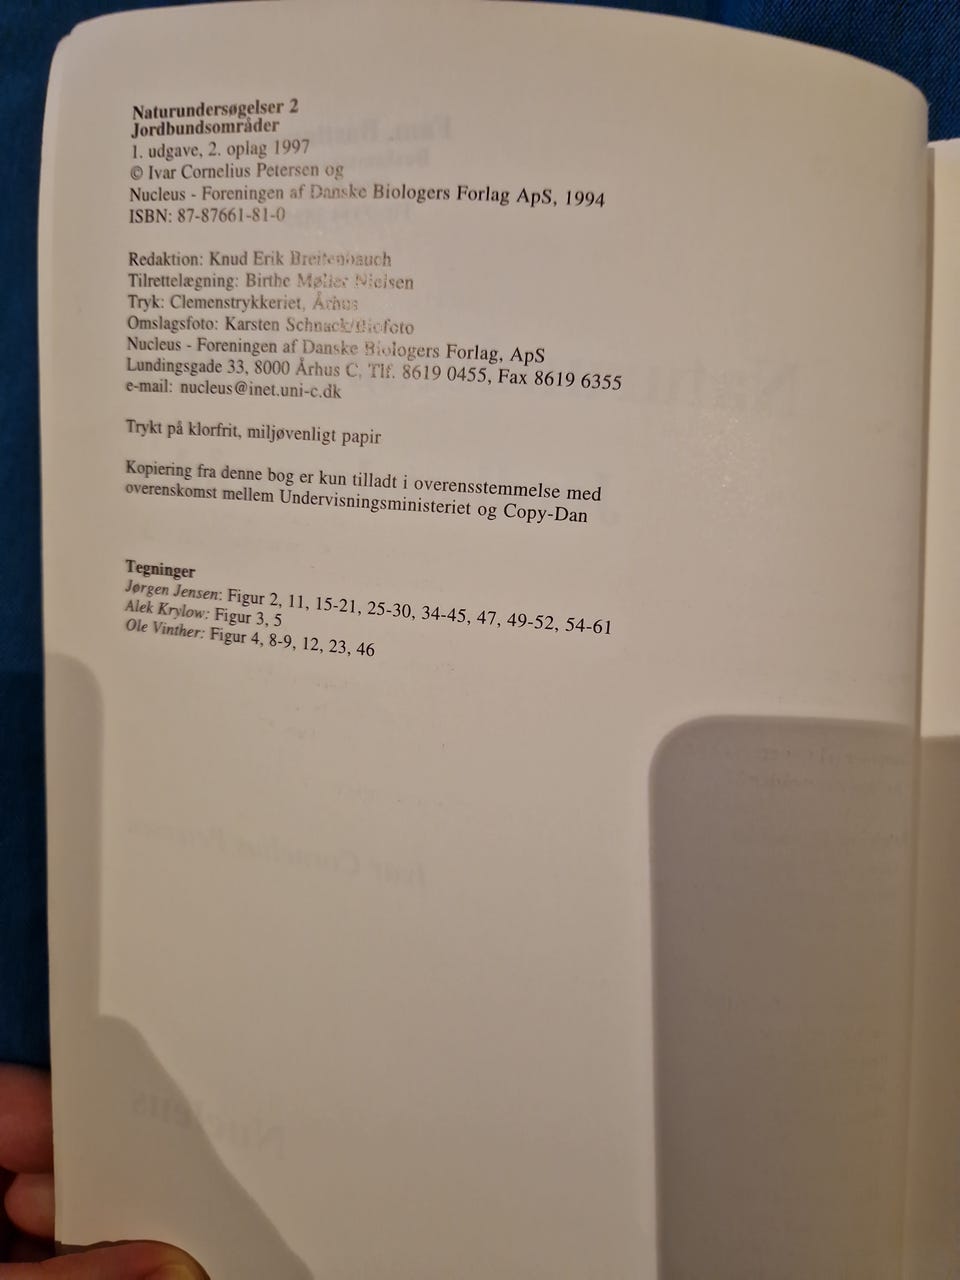 Naturundersøgelser 2
Jordbundsområder
1. udgave, 2. oplag 1997
© Ivar Cornelius Petersen og
Nucleus - Foreningen af Danske Biologers Forlag ApS, 1994
ISBN: 87-87661-81-0
Redaktion: Knud Erik Breitenbauch
Tilrettelægning: Birthe Møller Nielsen
Tryk: Clemenstrykkeriet, Århus
Omslagsfoto: Karsten Schnack/Biofoto
Nucleus - Foreningen af Danske Biologers Forlag, ApS
Lundingsgade 33, 8000 Århus C, Tlf. 8619 0455, Fax 8619 6355
e-mail: nucleus@inet.uni-c.dk
Trykt på klorfrit, miljøvenligt papir
Kopiering fra denne bog er kun tilladt i overensstemmelse med
overenskomst mellem Undervisningsministeriet og Copy-Dan
Tegninger
Jørgen Jensen: Figur 2, 11, 15-21, 25-30, 34-45, 47, 49-52, 54-61
Alek Krylow: Figur 3, 5
Ole Vinther: Figur 4, 8-9, 12, 23, 46